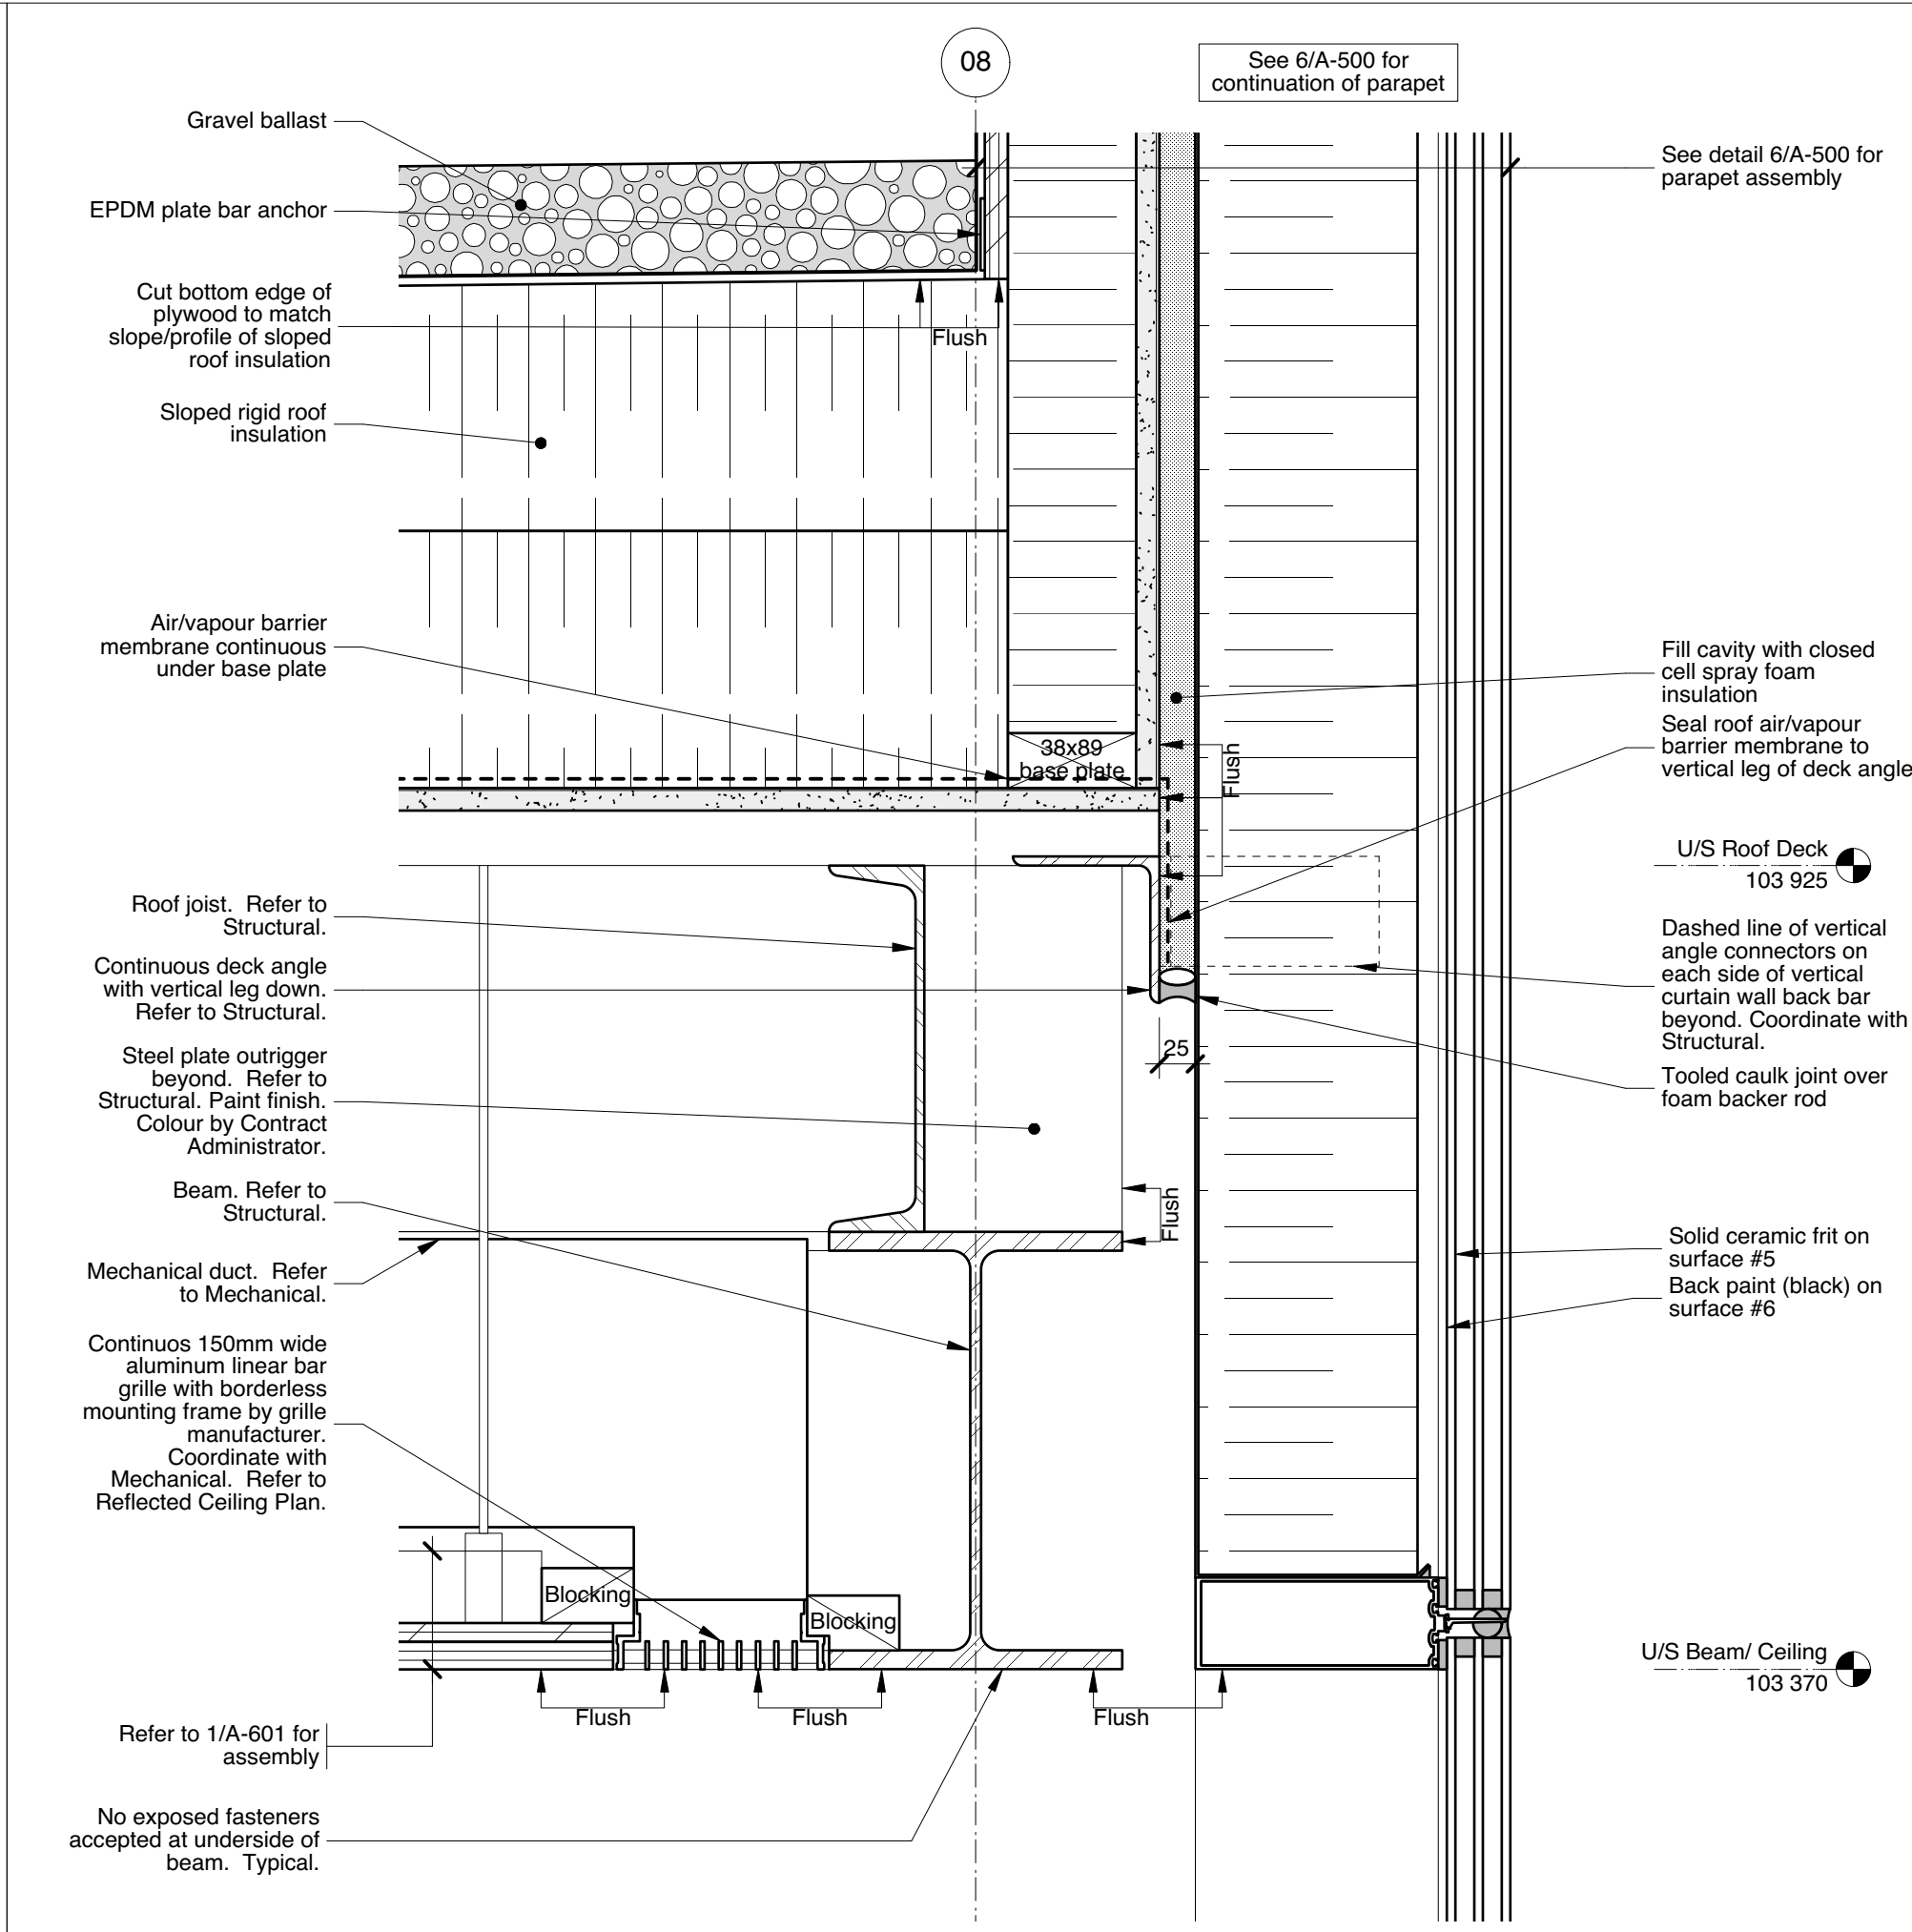 08
See 6/A-500 for
continuation of parapet
Gravel ballast
EPDM plate bar anchor
Cut bottom edge of
plywood to match
slope/profile of sloped
roof insulation
Flush
Sloped rigid roof
insulation
Air/vapour barrier
membrane continuous
under base plate
38x89
base plate
Flush
Roof joist. Refer to
Structural.
Continuous deck angle
with vertical leg down.
Refer to Structural.
Steel plate outrigger
beyond. Refer to
Structural. Paint finish.
Colour by Contract
Administrator.
25
Beam. Refer to
Structural.
Flush
Mechanical duct. Refer
to Mechanical.
Continuos 150mm wide
aluminum linear bar
grille with borderless
mounting frame by grille
manufacturer.
Coordinate with
Mechanical. Refer to
Reflected Ceiling Plan.
Blocking
Blocking
Flush
Flush
Flush
Refer to 1/A-601 for
assembly
No exposed fasteners
accepted at underside of
beam. Typical.
See detail 6/A-500 for
parapet assembly
Fill cavity with closed
cell spray foam
insulation
Seal roof air/vapour
barrier membrane to
vertical leg of deck angle
U/S Roof Deck
103 925
Dashed line of vertical
angle connectors on
each side of vertical
curtain wall back bar
beyond. Coordinate with
Structural.
Tooled caulk joint over
foam backer rod
Solid ceramic frit on
surface #5
Back paint (black) on
surface #6
U/S Beam/ Ceiling
103 370